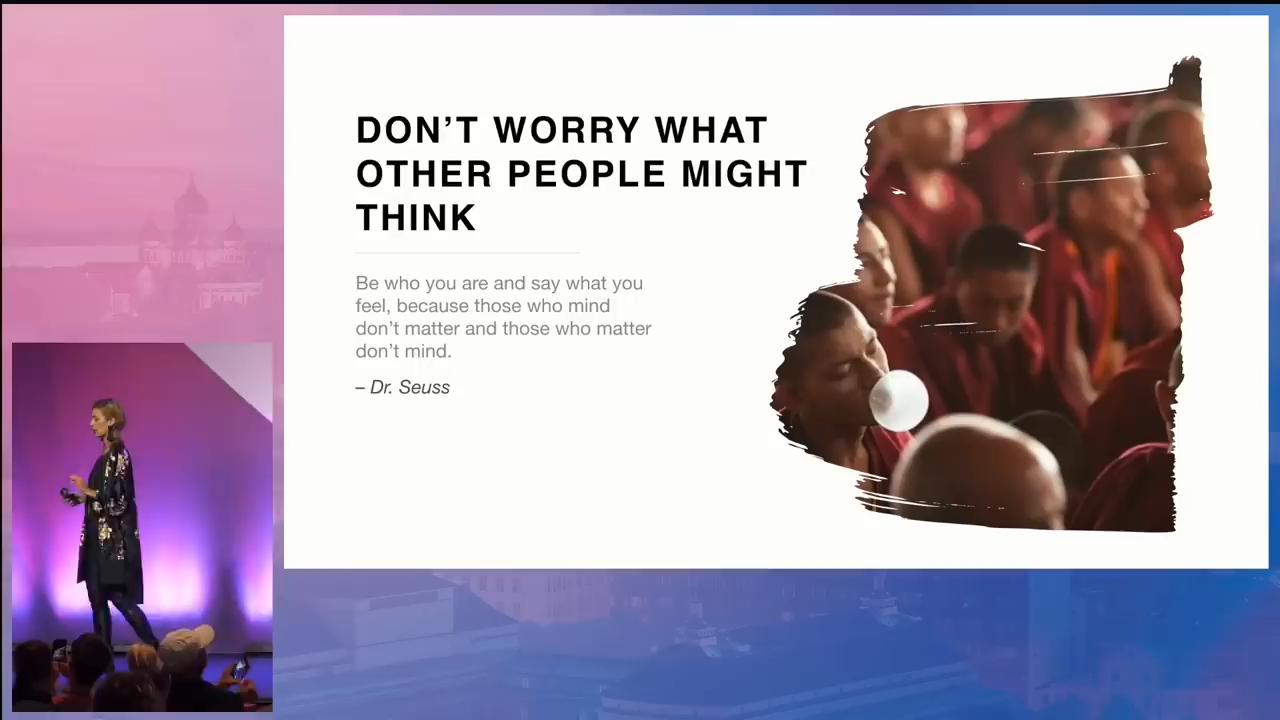 DON’T WORRY WHAT
OTHER PEOPLE MIGHT
THINK
Be who you are and say what you
feel, because those who mind
don’t matter and those who matter
don’t mind.
– Dr. Seuss